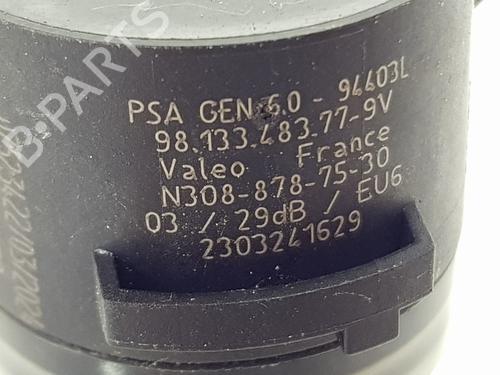 PSA GEN 6.0 - 94403L
98.133.483.77-9V
Valeo France
N308-878-75-30
03 / 29dB / EU6
2303241629
B-PARTS